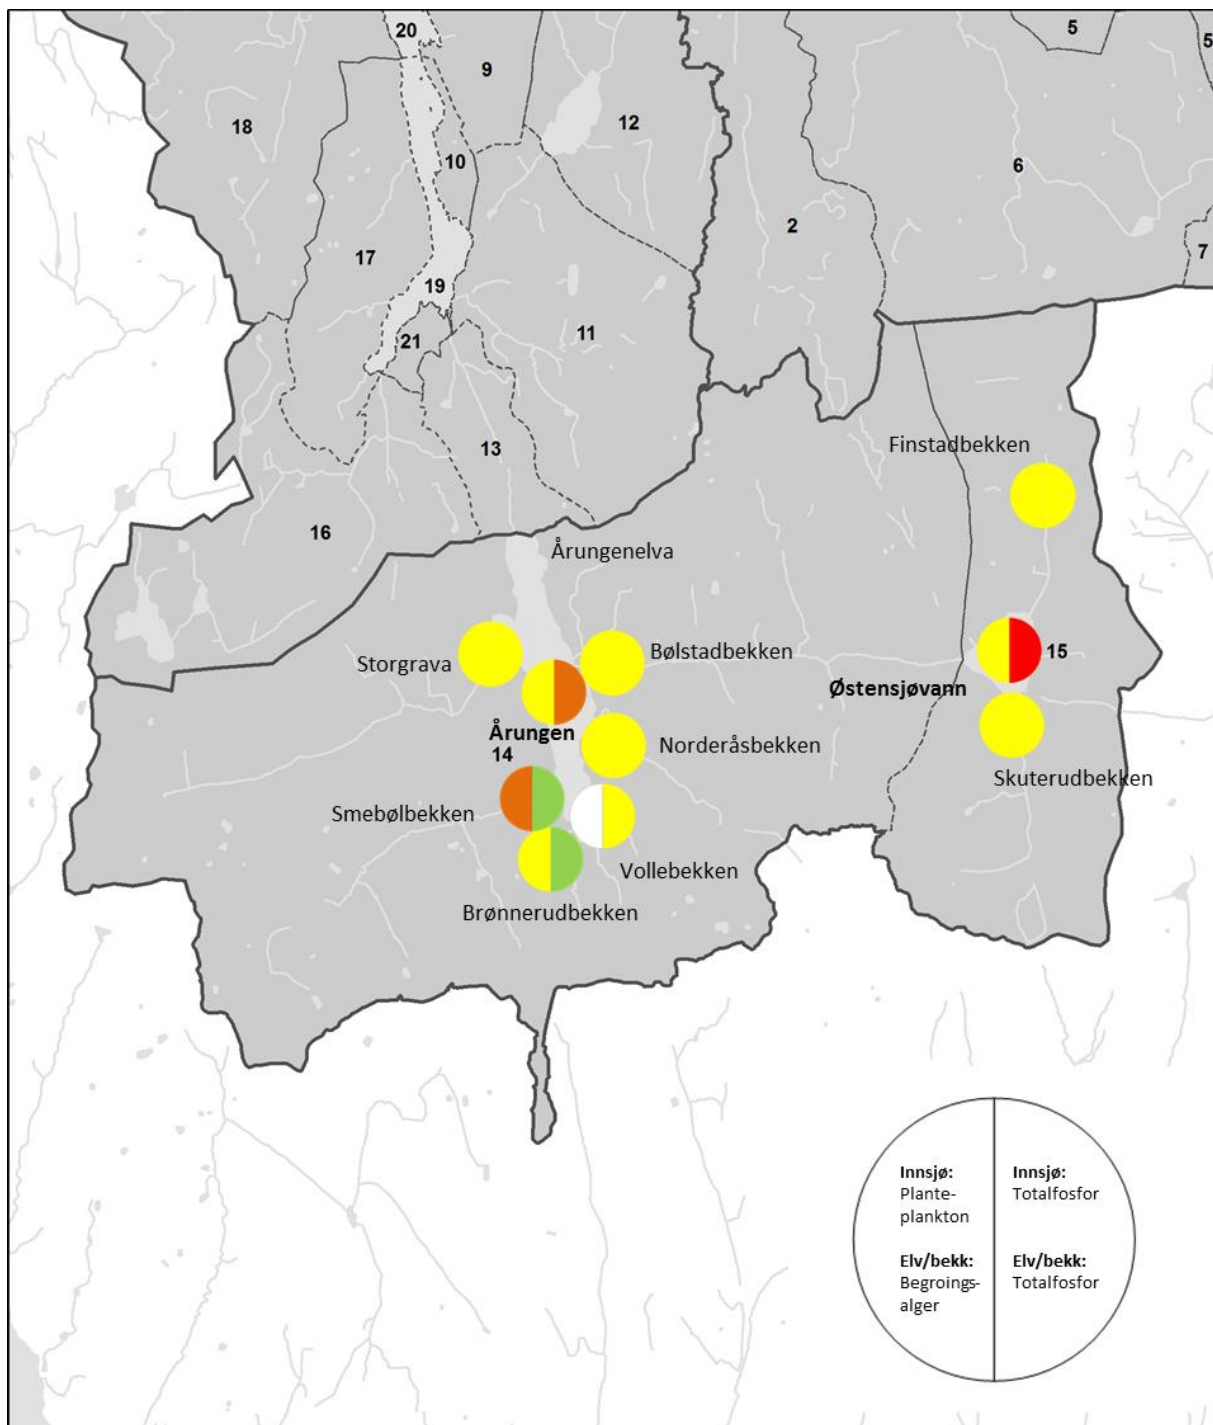 20
5
5
9
18
12
10
6
2
17
7
19
11
21
13
Finstadbekken
16
Årungenelva
Storgrava
Bølstadbekken
15
Østensjøvann
Årungen
14
Norderåsbekken
Skuterudbekken
Smebølbekken
Vollebekken
Brønnerudbekken
Innsjø:
Plante-
plankton
Elv/bekk:
Begroings-
alger
Innsjø:
Totalfosfor
Elv/bekk:
Totalfosfor